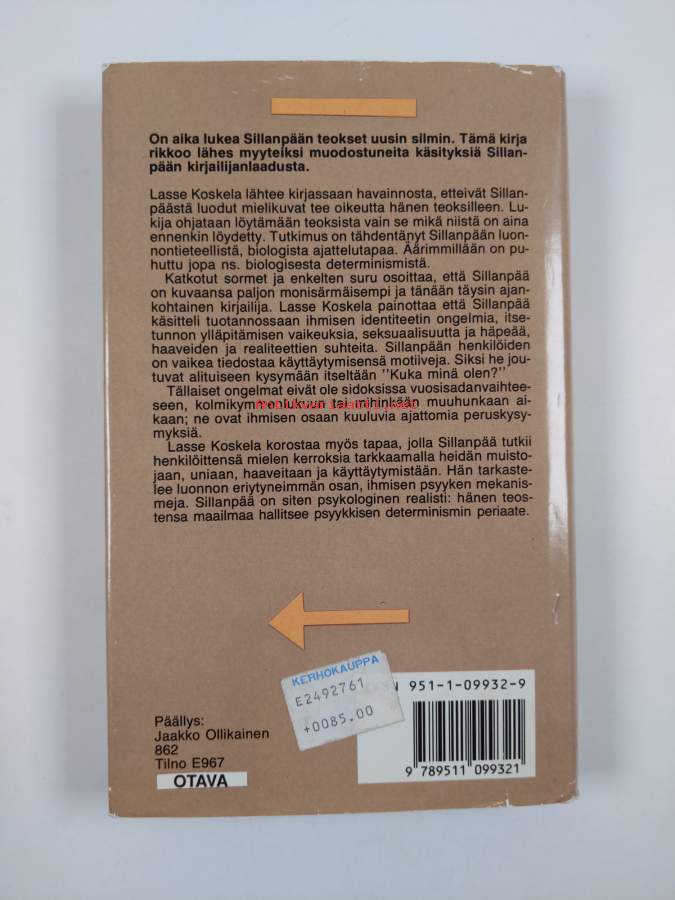 On aika lukea Sillanpään teokset uusin silmin. Tämä kirja
rikkoo lähes myyteiksi muodostuneita käsityksiä Sillan-
pään kirjailijanlaadusta.
Lasse Koskela lähtee kirjassaan havainnosta, etteivät Sillan-
päästä luodut mielikuvat tee oikeutta hänen teoksilleen. Lu-
kija ohjataan löytämään teoksista vain se mikä niistä on aina
ennenkin löydetty. Tutkimus on tähdentänyt Sillanpään luon-
nontieteellistä, biologista ajattelutapaa. Äärimmillään on pu-
huttu jopa ns. biologisesta determinismistä.
Katkotut sormet ja enkelten suru osoittaa, että Sillanpää
on kuvaansa paljon monisärmäisempi ja tänään täysin ajan-
kohtainen kirjailija. Lasse Koskela painottaa että Sillanpää
käsitteli tuotannossaan ihmisen identiteetin ongelmia, itse-
tunnon ylläpitämisen vaikeuksia, seksuaalisuutta ja häpeää,
haaveiden ja realiteettien suhteita. Sillanpään henkilöiden
on vaikea tiedostaa käyttäytymisensä motiiveja. Siksi he jou-
tuvat alituiseen kysymään itseltään "Kuka minä olen?"
Tällaiset ongelmat eivät ole sidoksissa vuosisadanvaihtee-
seen, kolmikymmenlukuun tai mihinkään muuhunkaan ai-
kaan; ne ovat ihmisen osaan kuuluvia ajattomia peruskysy-
myksiä.
Lasse Koskela korostaa myös tapaa, jolla Sillanpää tutkii
henkilöittensä mielen kerroksia tarkkaamalla heidän muisto-
jaan, uniaan, haaveitaan ja käyttäytymistään. Hän tarkaste-
lee luonnon eriytyneimmän osan, ihmisen psyyken mekanis-
meja. Sillanpää on siten psykologinen realisti: hänen teos-
tensa maailmaa hallitsee psyykkisen determinismin periaate.
KERHOKAUPPA
E2492761
+0085.00
951-1-09932-9
9 789511 099321
Päällys:
Jaakko Ollikainen
862
Tilno E967
OTAVA